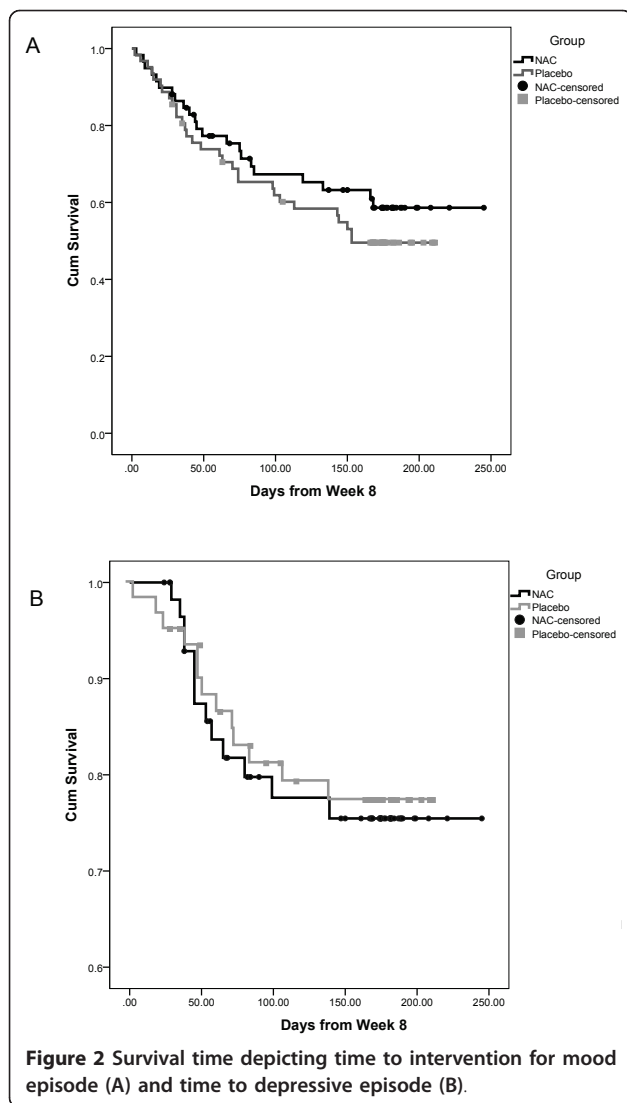 A
Group
NAC
Placebo
NAC-censored
Placebo-censored
1.0
0.8
0.6
0.4
0.2
0.0
Cum Survival
.00 50.00 100.00 150.00 200.00 250.00
Days from Week 8
B
Group
NAC
Placebo
NAC-censored
Placebo-censored
1.0
0.9
0.8
0.7
0.6
Cum Survival
.00 50.00 100.00 150.00 200.00 250.00
Days from Week 8
Figure 2 Survival time depicting time to intervention for mood
episode (A) and time to depressive episode (B).